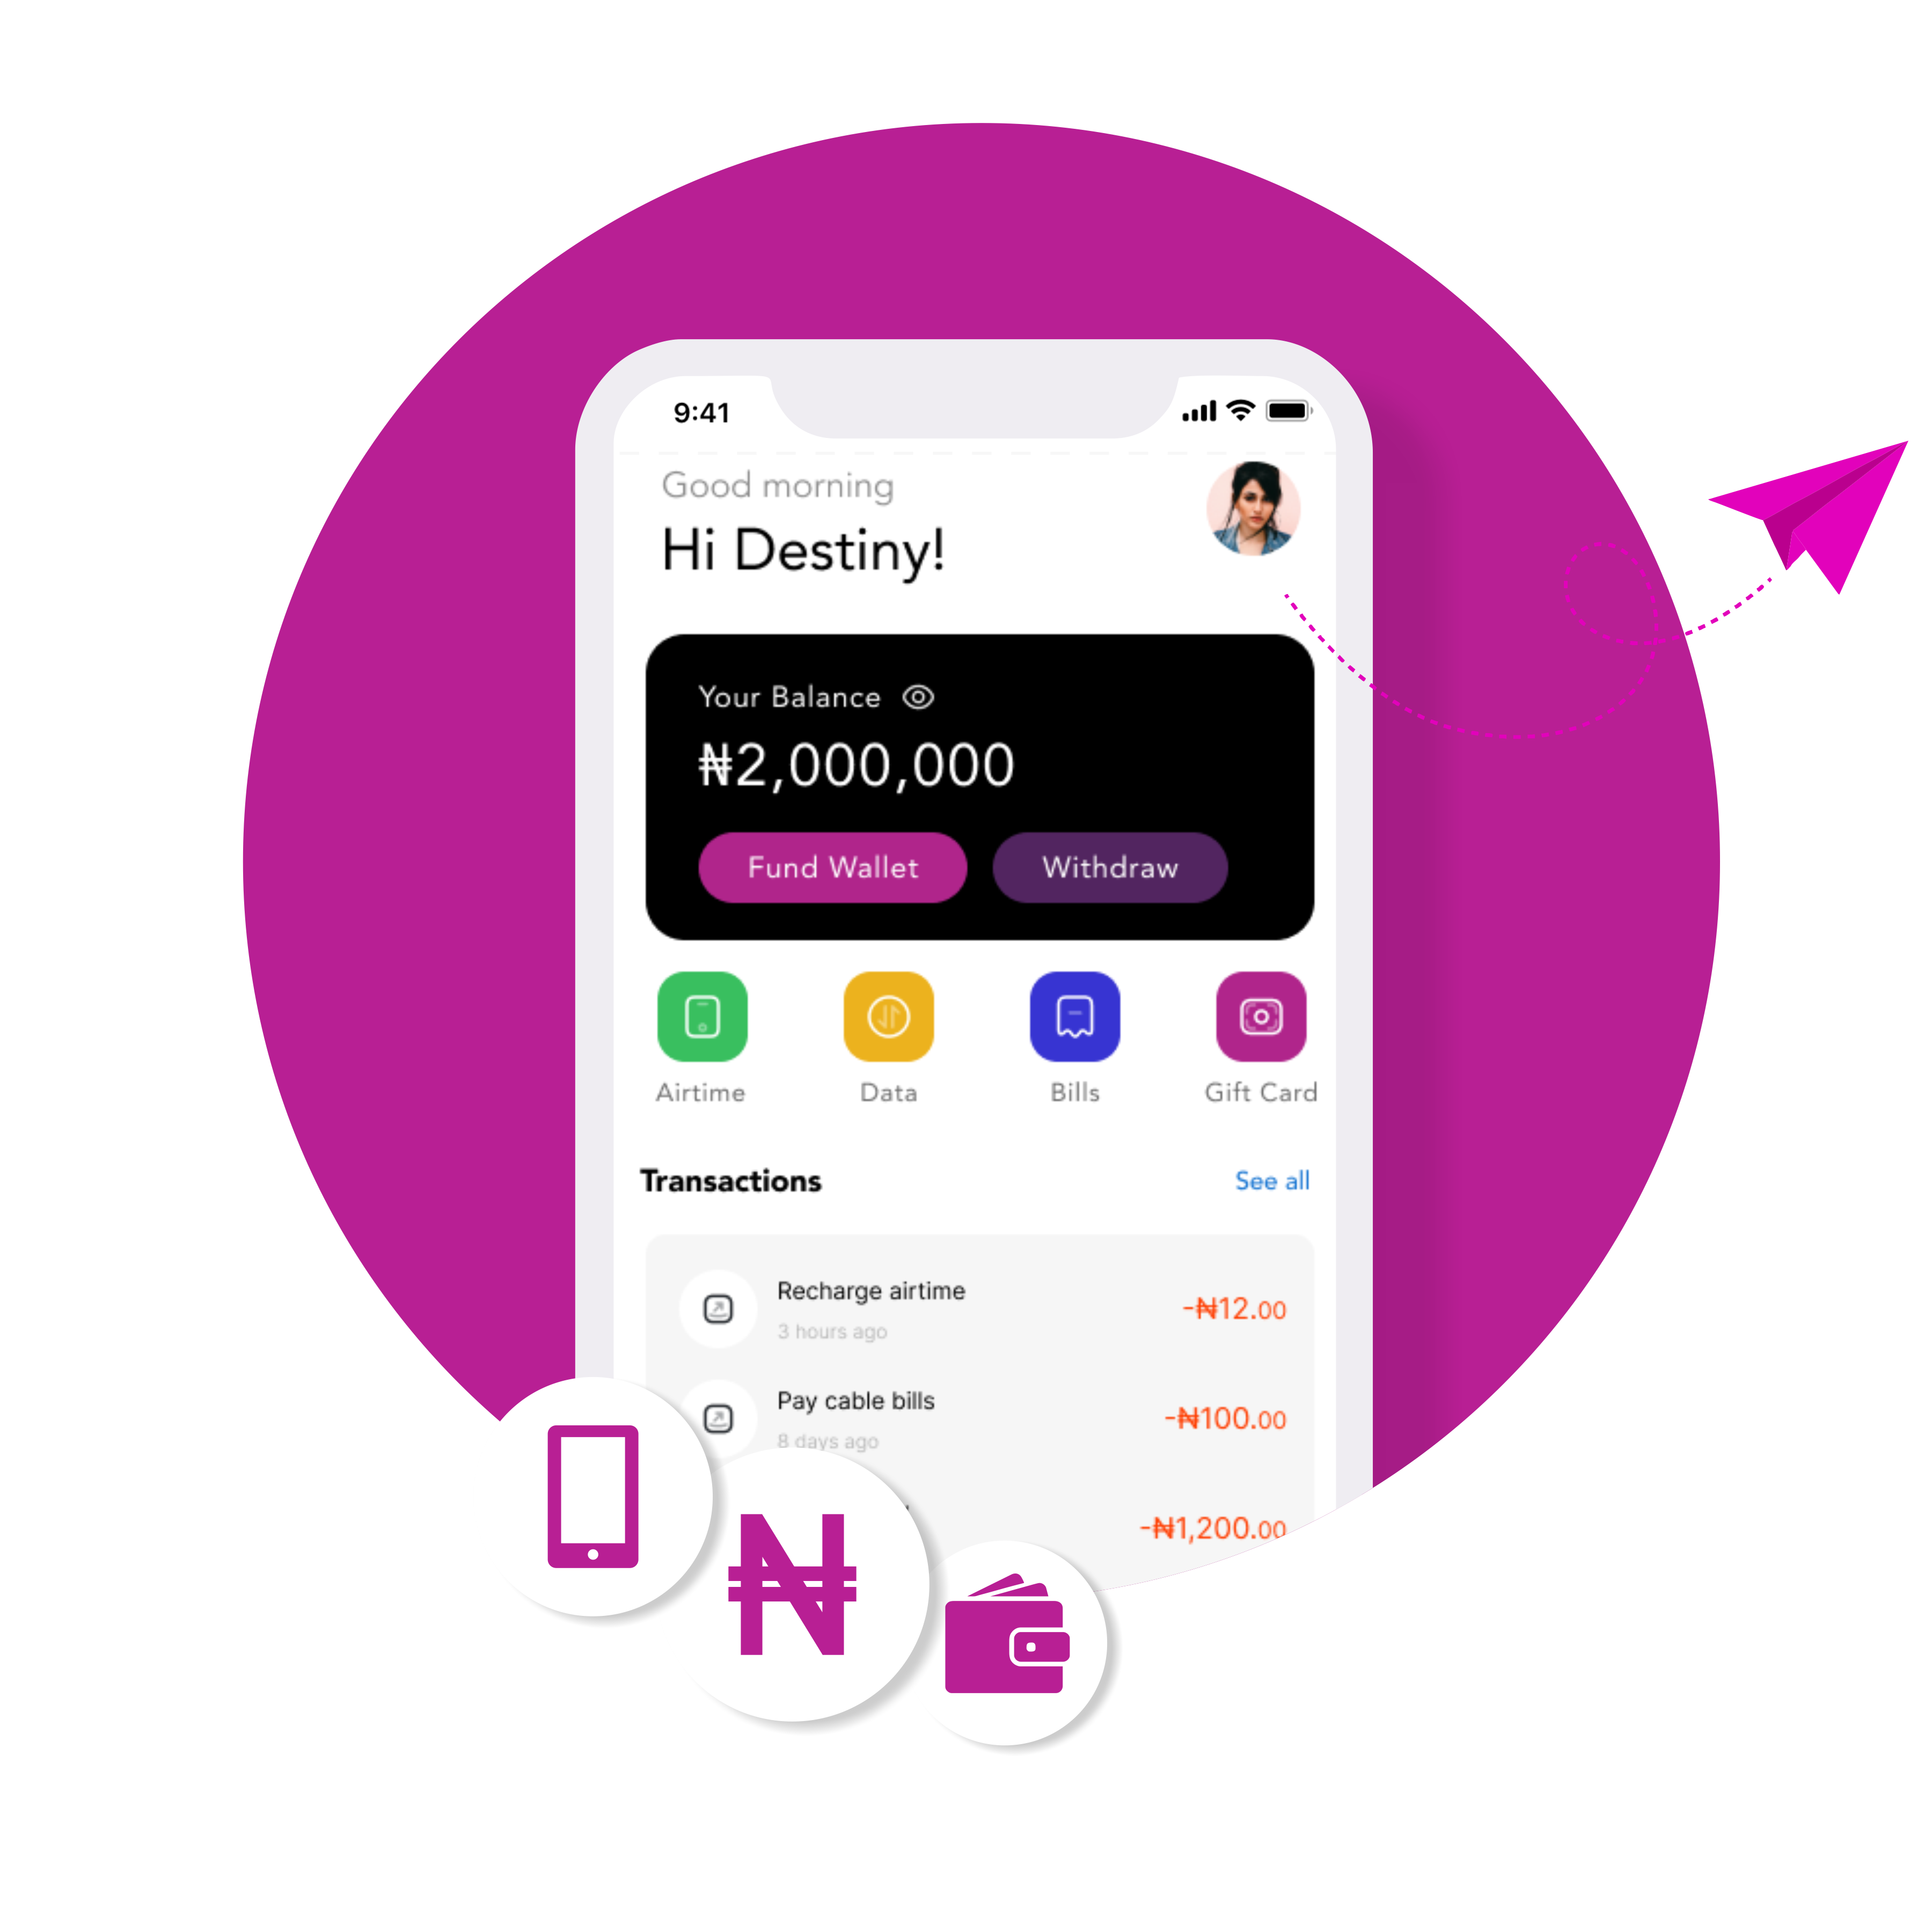 9:41
Good morning
Hi Destiny!
Your Balance
₦2,000,000
Fund Wallet Withdraw
Airtime Data Bills Gift Card
Transactions See all
Recharge airtime
-₦12.00
3 hours ago
Pay cable bills
-₦100.00
8 days ago
-₦1,200.00
₦